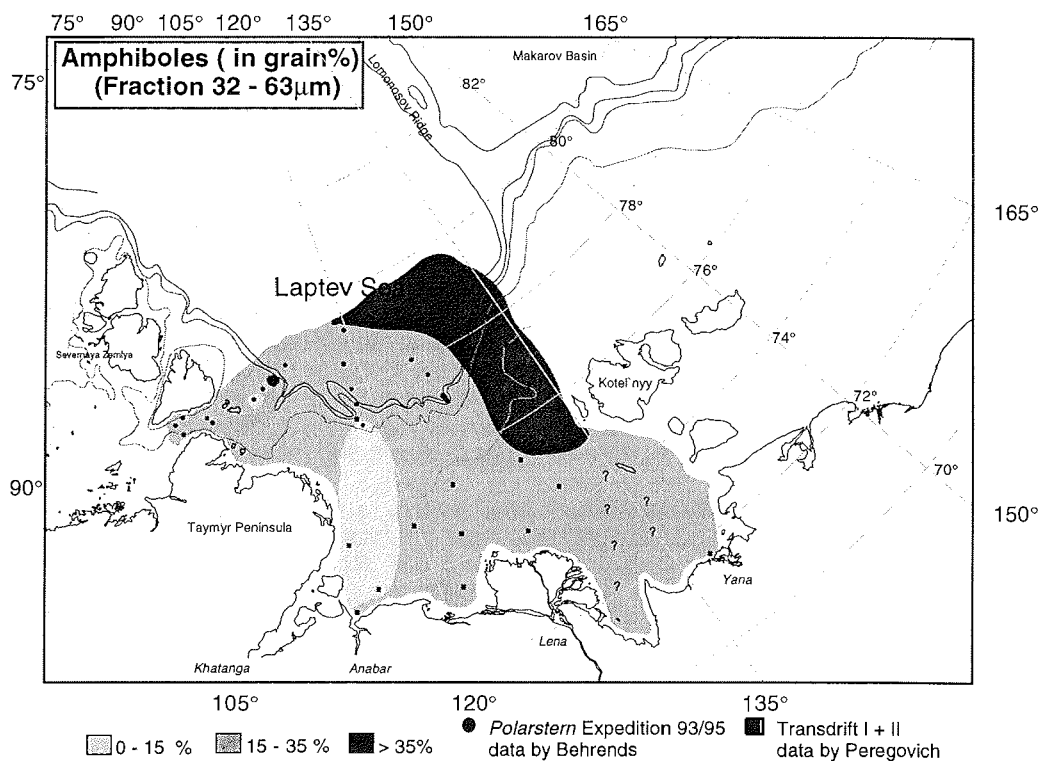 75° 90° 105° 120° 135° 150° 165°
Amphiboles ( in grain%)
(Fraction 32 - 63µm)
75°
Lomonosov Ridge
82°
Makarov Basin
80°
78°
165°
76°
Laptev Sea
74°
Severnaya Zemlya
Kotel`nyy
72°
70°
90°
? ? ? ? ? ?
150°
Taymyr Peninsula
Yana
Lena
Khatanga
Anabar
105° 120° 135°
0 - 15 % 15 - 35 % > 35%
Polarstern Expedition 93/95
data by Behrends
Transdrift I + II
data by Peregovich